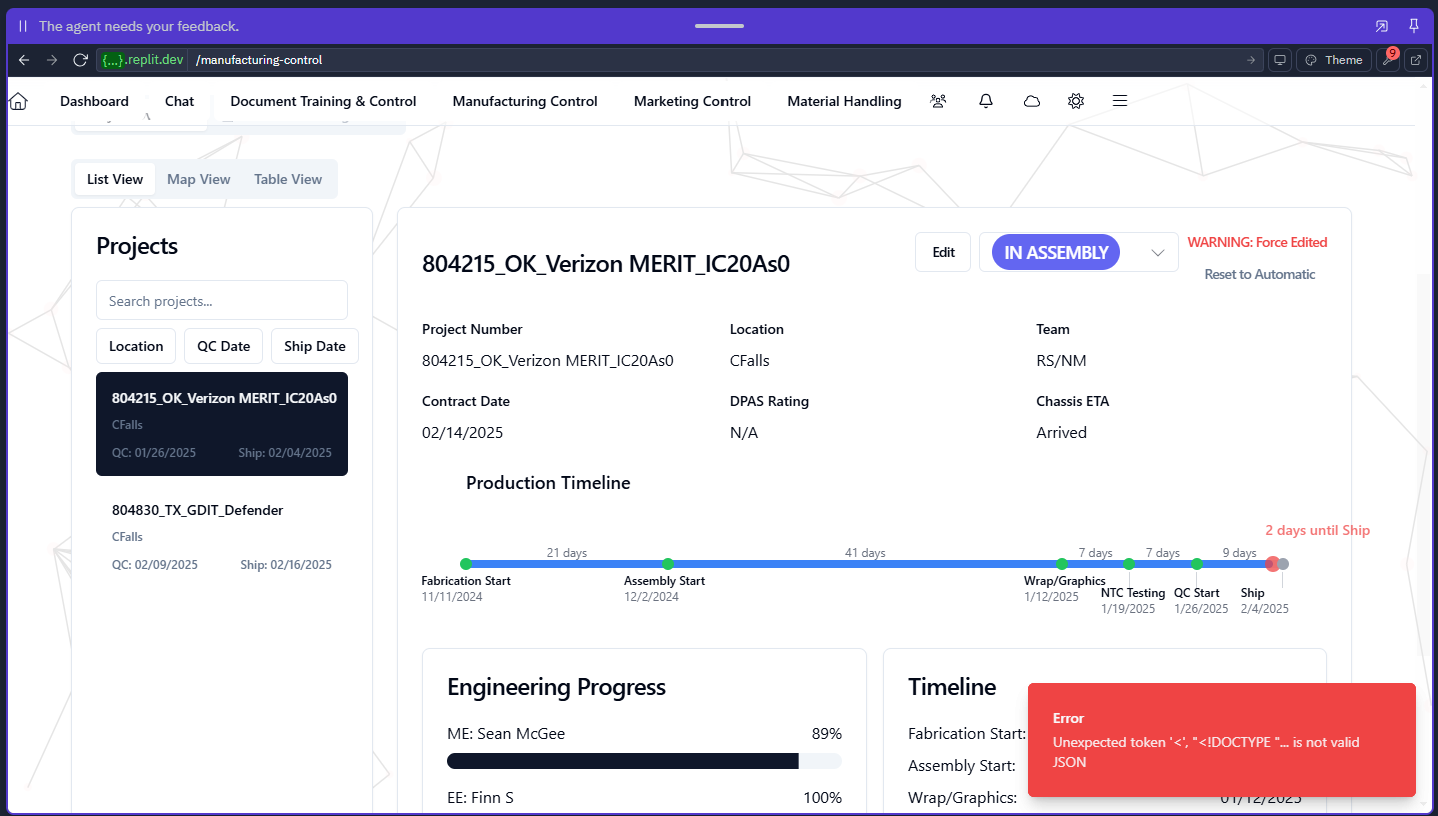 The agent needs your feedback.
{...}.replit.dev /manufacturing-control
Theme
9
Dashboard Chat Document Training & Control Manufacturing Control Marketing Control Material Handling
List View Map View Table View
Projects
Search projects...
Location QC Date Ship Date
804215_OK_Verizon MERIT_IC20As0
CFalls
QC: 01/26/2025 Ship: 02/04/2025
804830_TX_GDIT_Defender
CFalls
QC: 02/09/2025 Ship: 02/16/2025
804215_OK_Verizon MERIT_IC20As0
Edit
IN ASSEMBLY
WARNING: Force Edited
Reset to Automatic
Project Number Location Team
804215_OK_Verizon MERIT_IC20As0 CFalls RS/NM
Contract Date DPAS Rating Chassis ETA
02/14/2025 N/A Arrived
Production Timeline
2 days until Ship
21 days 41 days 7 days 7 days 9 days
Fabrication Start Assembly Start Wrap/Graphics NTC Testing QC Start Ship
11/11/2024 12/2/2024 1/12/2025 1/19/2025 1/26/2025 2/4/2025
Engineering Progress
ME: Sean McGee 89%
EE: Finn S 100%
Timeline
Fabrication Start:
Assembly Start:
Wrap/Graphics: 01/12/2025
Error
Unexpected token '<', "<!DOCTYPE "... is not valid
JSON